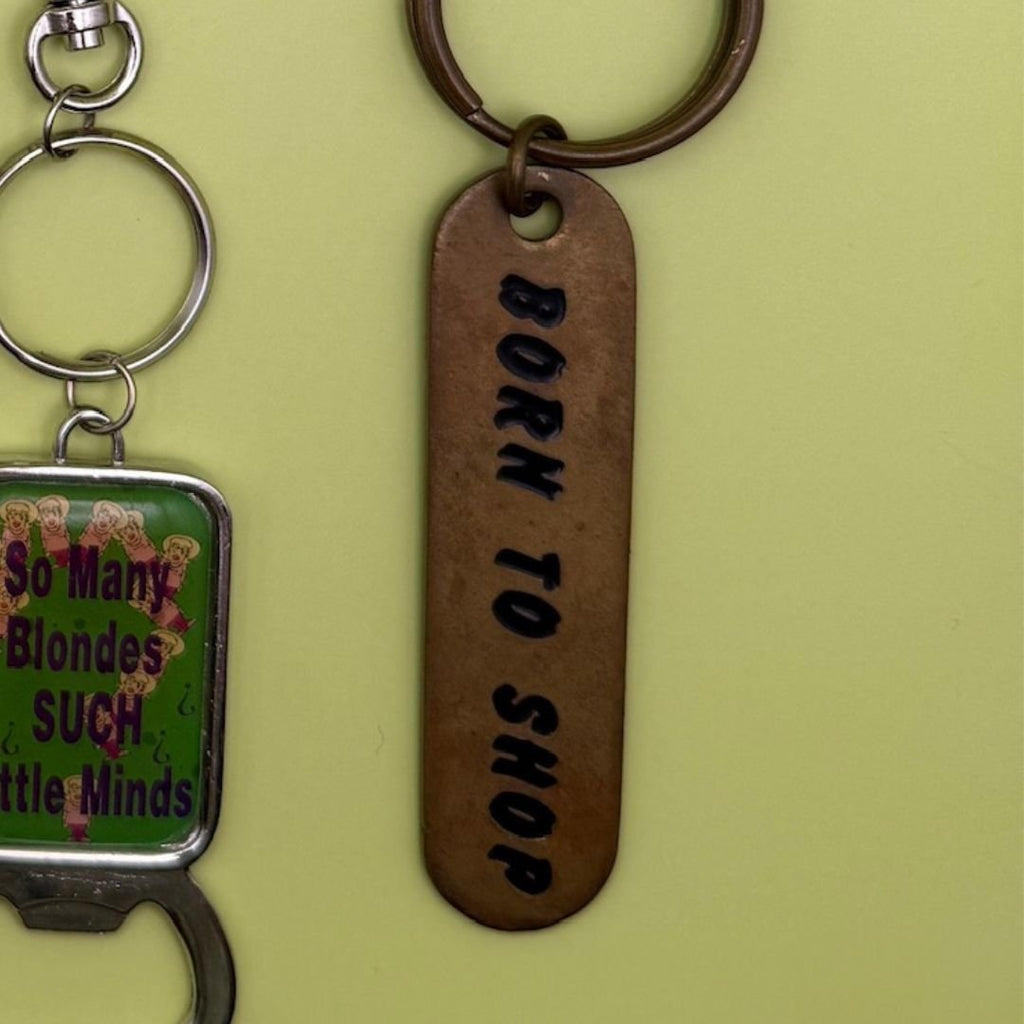 So Many
Blondes
SUCH
ttle Minds
BORN TO SHOP